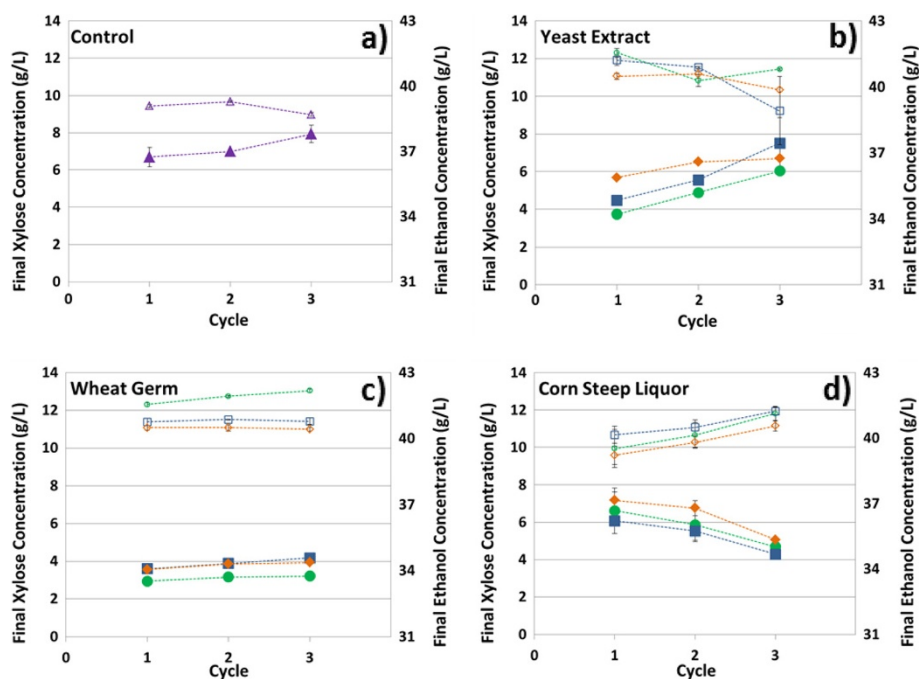 Control
a)
14
12
10
8
6
4
2
0
43
40
37
34
31
0 1 2 3
Cycle
Final Xylose Concentration (g/L)
Final Ethanol Concentration (g/L)
Yeast Extract
b)
14
12
10
8
6
4
2
0
43
40
37
34
31
0 1 2 3
Cycle
Final Xylose Concentration (g/L)
Final Ethanol Concentration (g/L)
Wheat Germ
c)
14
12
10
8
6
4
2
0
43
40
37
34
31
0 1 2 3
Cycle
Final Xylose Concentration (g/L)
Final Ethanol Concentration (g/L)
Corn Steep Liquor
d)
14
12
10
8
6
4
2
0
43
40
37
34
31
0 1 2 3
Cycle
Final Xylose Concentration (g/L)
Final Ethanol Concentration (g/L)